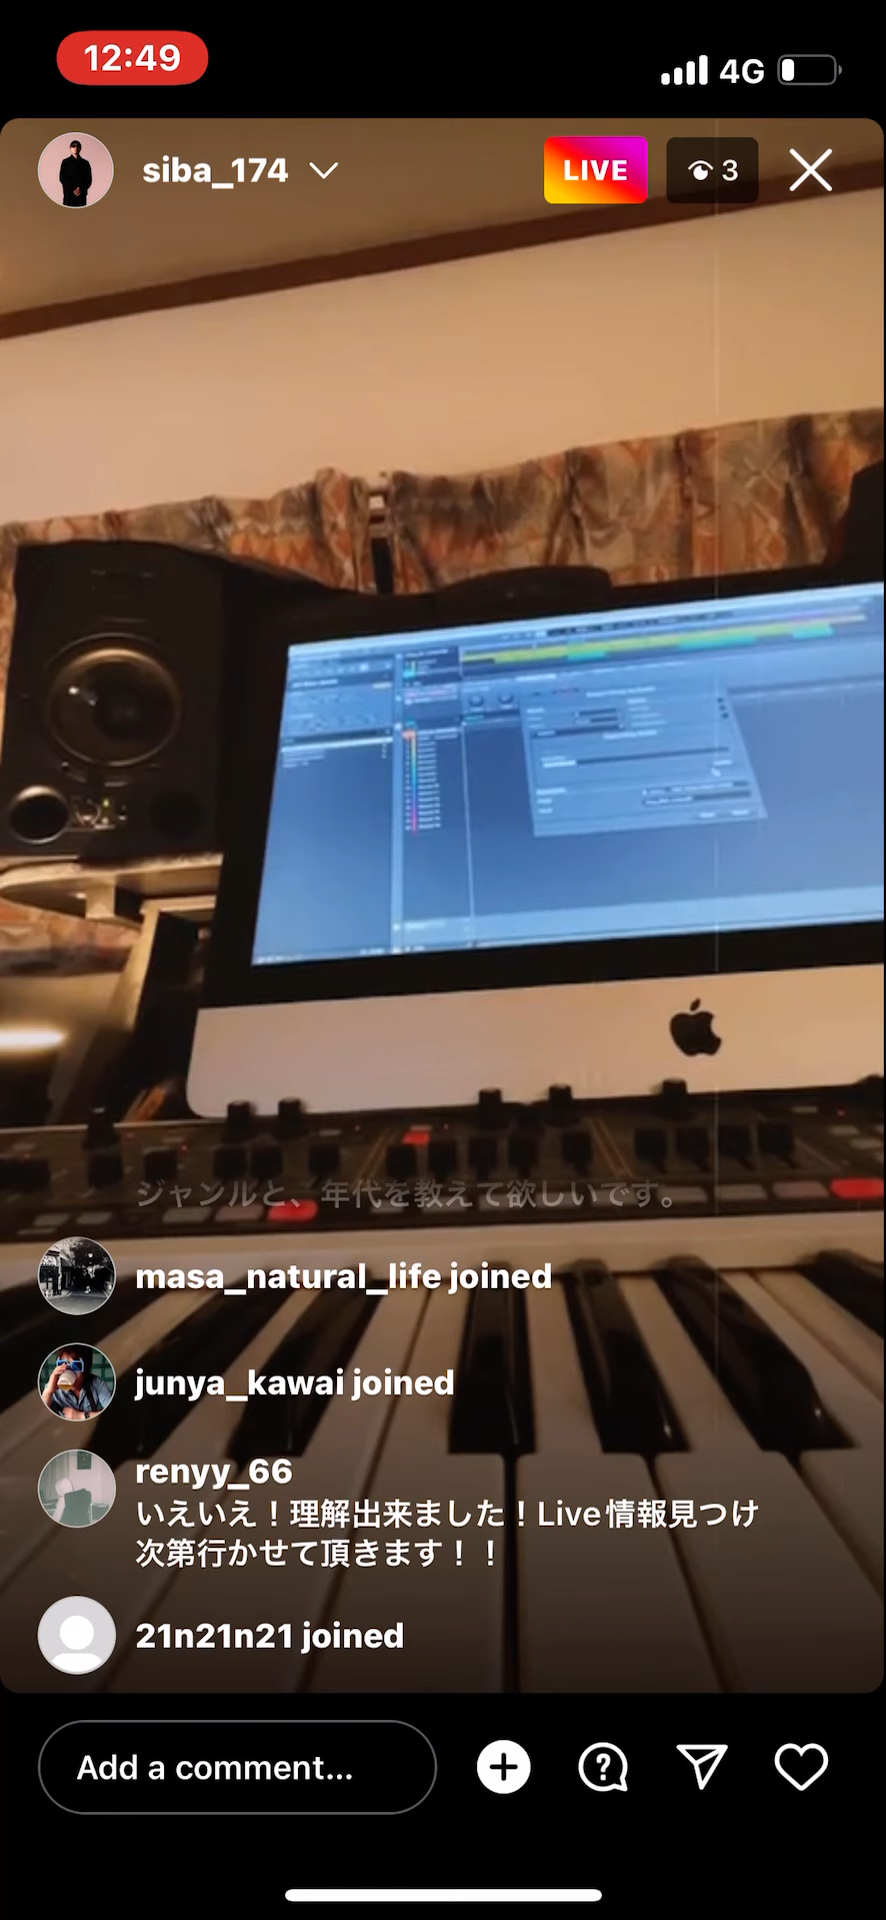 12:49
4G
siba_174
LIVE
3
ジャンルと、年代を教えて欲しいです。
masa_natural_life joined
junya_kawai joined
renyy_66
いえいえ！理解出来ました！Live情報見つけ
次第行かせて頂きます！！
21n21n21 joined
Add a comment...